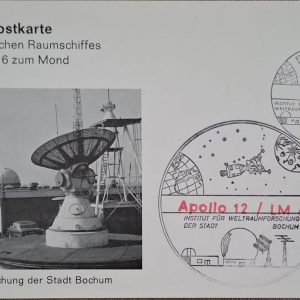 ostkarte
chen Raumschiffes
6 zum Mond
Apollo 12 / LM
INSTITUT FÜR WELTRAUMFORSCHUNG
DER STADT BOCHUM
chung der Stadt Bochum